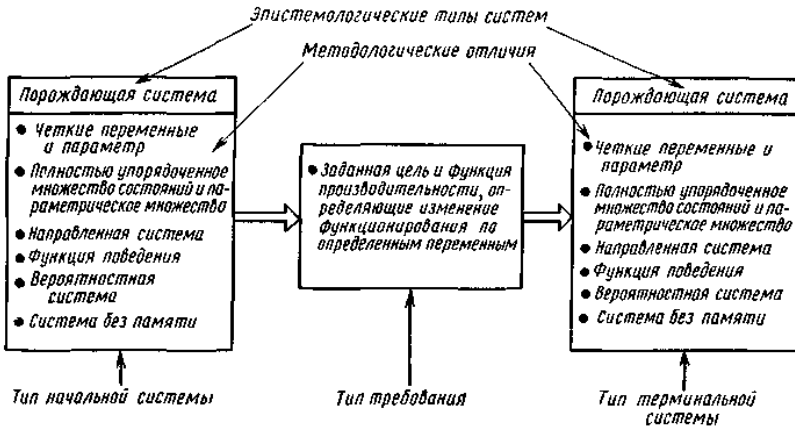 Эпистемологические типы систем
Методологические отличия
Порождающая система
● Четкие переменные
и параметр
● Полностью упорядоченное
множество состояний и па-
раметрическое множество
● Направленная система
● Функция поведения
● Вероятностная
система
● Система без памяти
● Заданная цель и функция
производительности, оп-
ределяющие изменение
функционирования по
определенным переменным
Порождающая система
● Четкие переменные и
параметр
● Полностью упорядоченное
множество состояний и па-
раметрическое множество
● Направленная система
● Функция поведения
● Вероятностная система
● Система без памяти
Тип начальной системы
Тип требования
Тип терминальной
системы